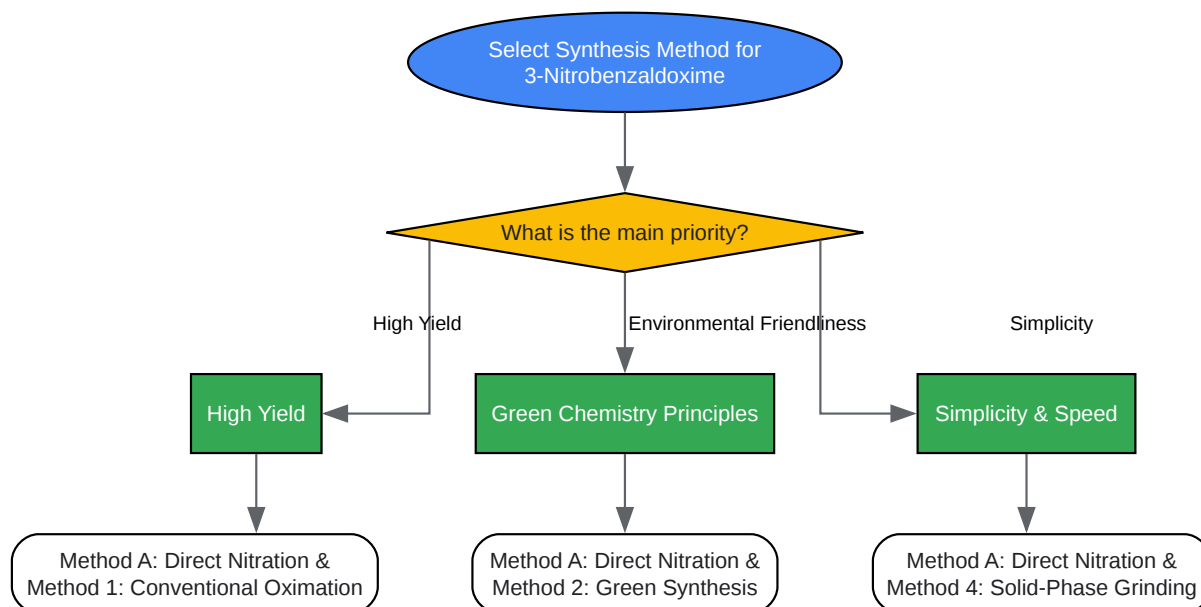 Select Synthesis Method for
3-Nitrobenzaldoxime
What is the main priority?
High Yield
Environmental Friendliness
Simplicity
High Yield
Green Chemistry Principles
Simplicity & Speed
Method A: Direct Nitration &
Method 1: Conventional Oximation
Method A: Direct Nitration &
Method 2: Green Synthesis
Method A: Direct Nitration &
Method 4: Solid-Phase Grinding